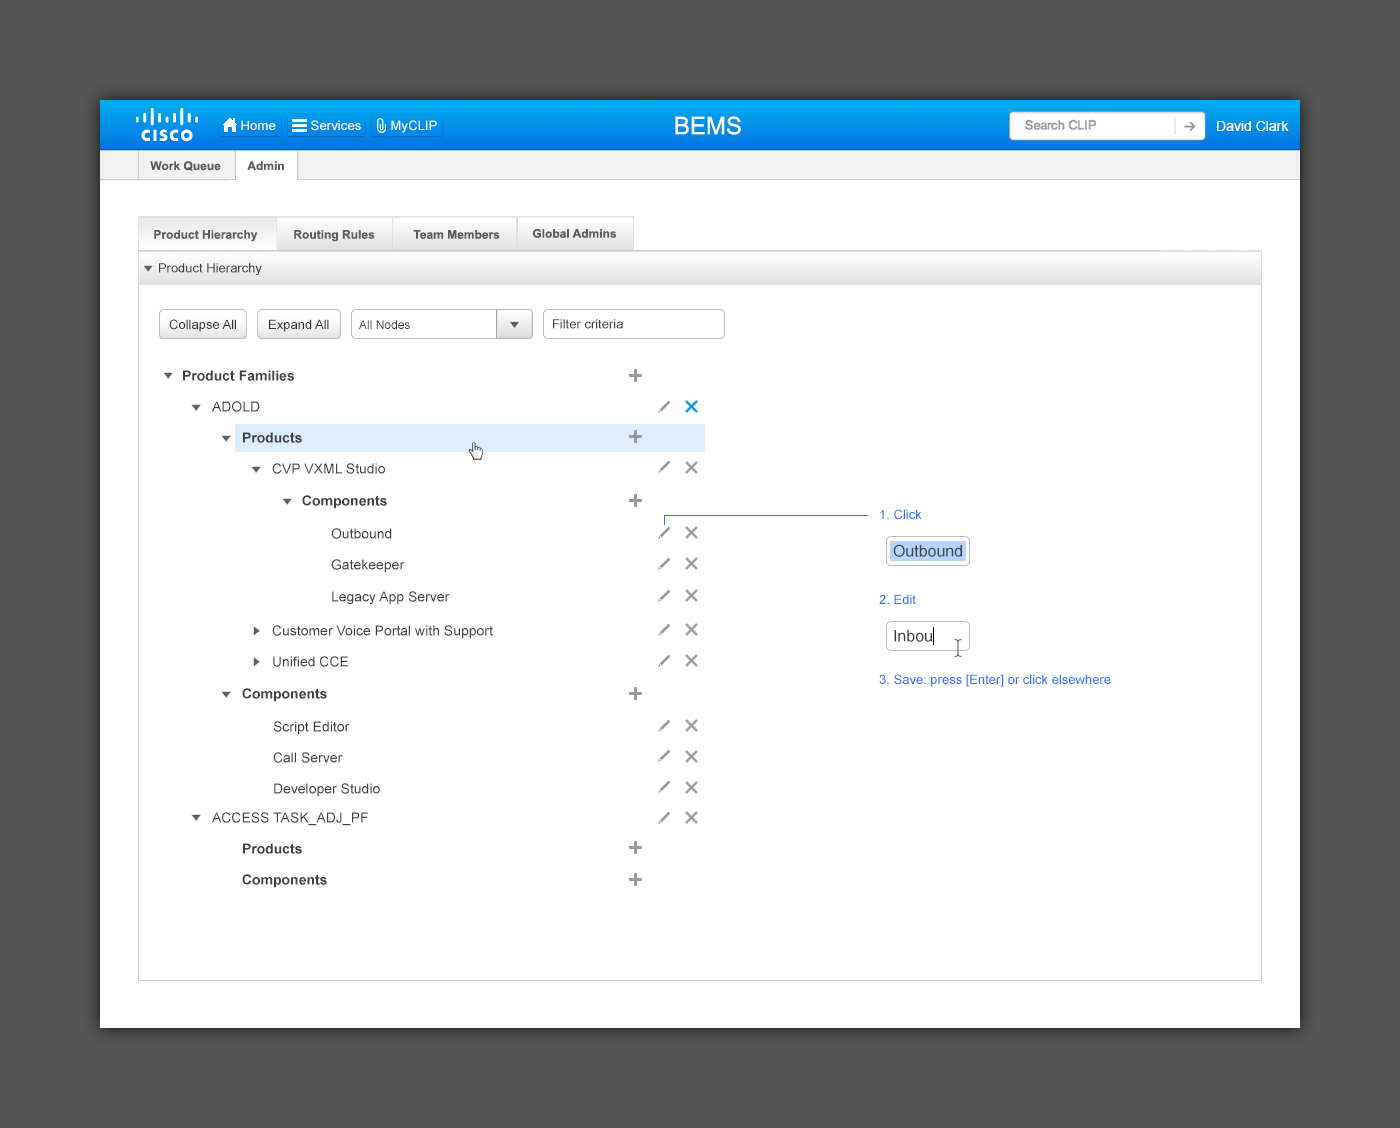 CISCO Home Services MyCLIP BEMS Search CLIP David Clark
Work Queue Admin
Product Hierarchy Routing Rules Team Members Global Admins
Product Hierarchy
Collapse All Expand All All Nodes Filter criteria
Product Families
ADOLD
Products
CVP VXML Studio
Components
1. Click
Outbound
Outbound
Gatekeeper
Legacy App Server
2. Edit
Customer Voice Portal with Support
Inbou
Unified CCE
3. Save: press [Enter] or click elsewhere
Components
Script Editor
Call Server
Developer Studio
ACCESS TASK_ADJ_PF
Products
Components